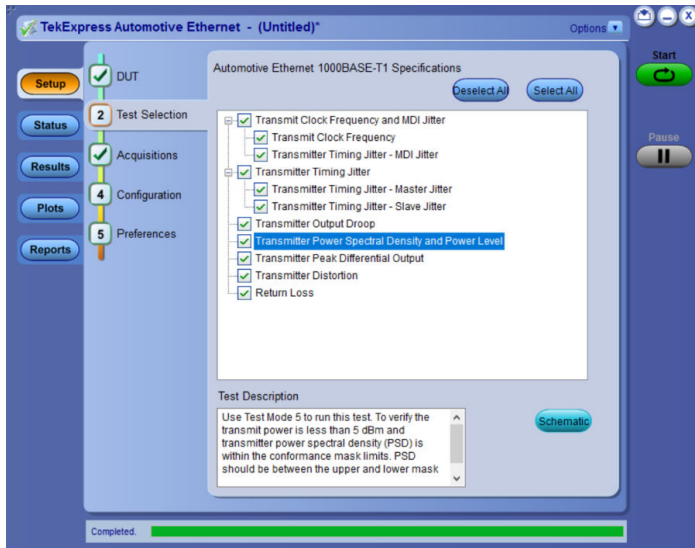 TekExpress Automotive Ethernet - (Untitled)*
Options
Start
Pause
Setup
Status
Results
Plots
Reports
DUT
2 Test Selection
Acquisitions
4 Configuration
5 Preferences
Automotive Ethernet 1000BASE-T1 Specifications
Deselect All
Select All
Transmit Clock Frequency and MDI Jitter
Transmit Clock Frequency
Transmitter Timing Jitter - MDI Jitter
Transmitter Timing Jitter
Transmitter Timing Jitter - Master Jitter
Transmitter Timing Jitter - Slave Jitter
Transmitter Output Droop
Transmitter Power Spectral Density and Power Level
Transmitter Peak Differential Output
Transmitter Distortion
Return Loss
Test Description
Use Test Mode 5 to run this test. To verify the
transmit power is less than 5 dBm and
transmitter power spectral density (PSD) is
within the conformance mask limits. PSD
should be between the upper and lower mask
Schematic
Completed.